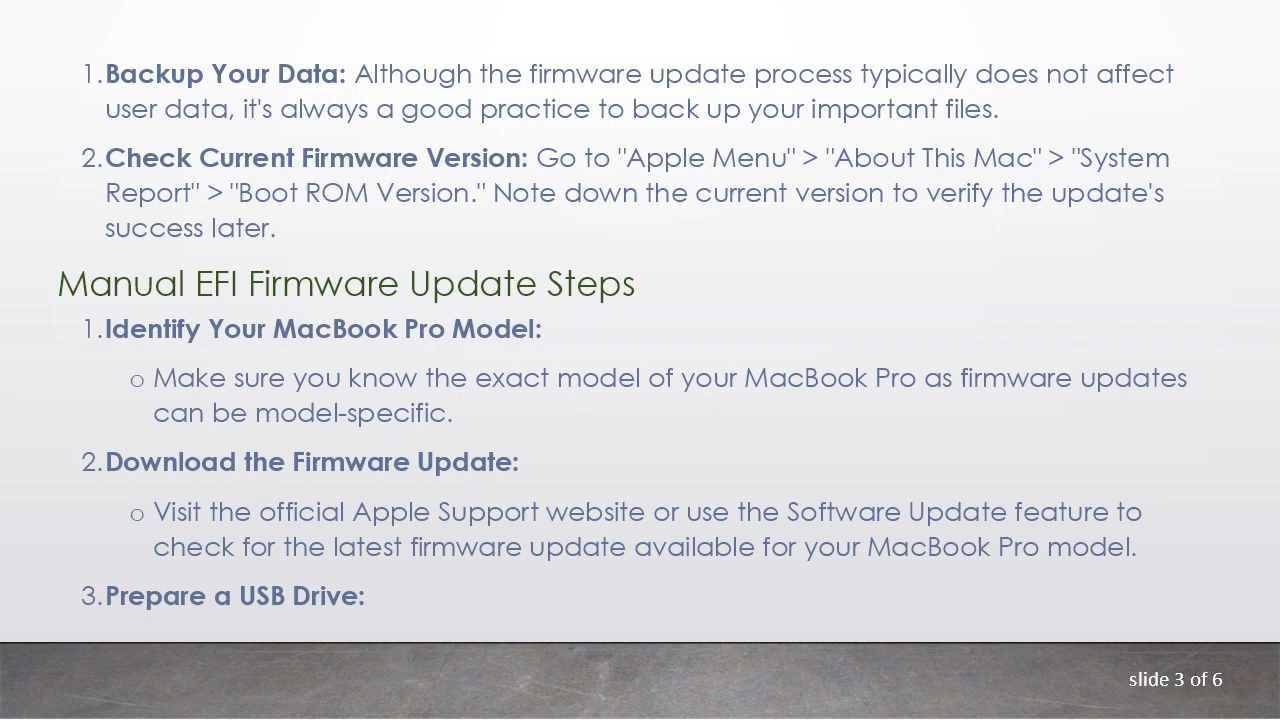 1. Backup Your Data: Although the firmware update process typically does not affect
user data, it's always a good practice to back up your important files.
2. Check Current Firmware Version: Go to "Apple Menu" > "About This Mac" > "System
Report" > "Boot ROM Version." Note down the current version to verify the update's
success later.
Manual EFI Firmware Update Steps
1. Identify Your MacBook Pro Model:
o Make sure you know the exact model of your MacBook Pro as firmware updates
can be model-specific.
2. Download the Firmware Update:
o Visit the official Apple Support website or use the Software Update feature to
check for the latest firmware update available for your MacBook Pro model.
3. Prepare a USB Drive:
slide 3 of 6